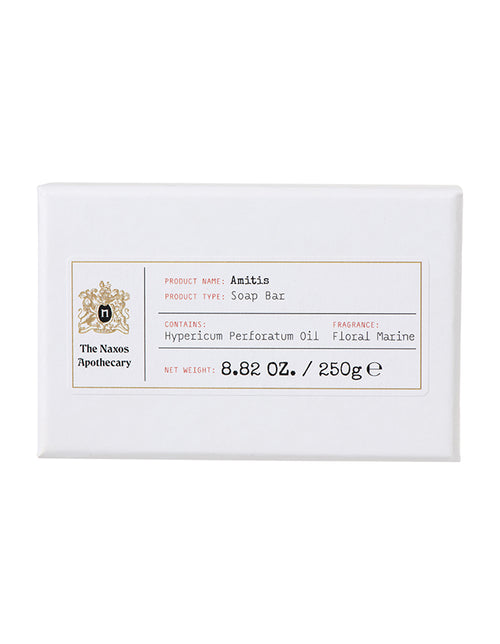 PRODUCT NAME: Amitis
PRODUCT TYPE: Soap Bar
CONTAINS: FRAGRANCE:
Hypericum Perforatum Oil Floral Marine
NET WEIGHT: 8.82 OZ. / 250g ℮
n
The Naxos
Apothecary